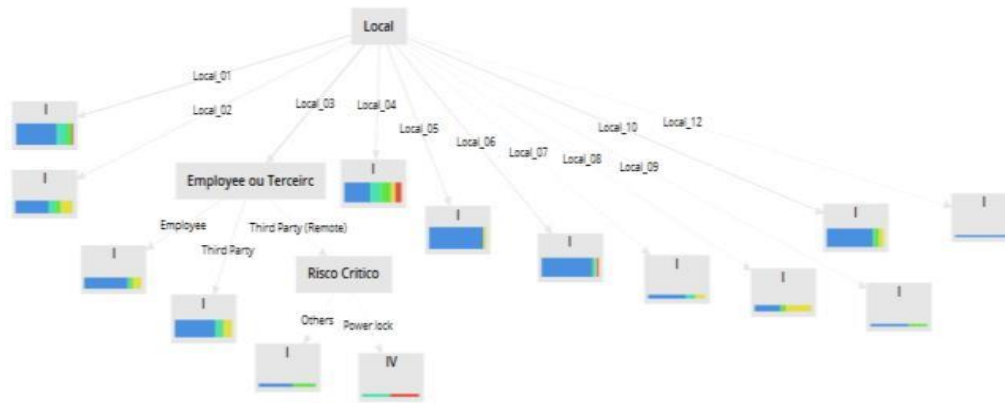 Local
Local_01
Local_02
Local_03
Local_04
Local_05
Local_06
Local_07
Local_08
Local_09
Local_10
Local_12
I
I
Employee ou Terceirc
I
I
I
I
I
I
I
I
Employee
Third Party
Third Party (Remote)
I
I
Risco Critico
Others
Power lock
I
IV